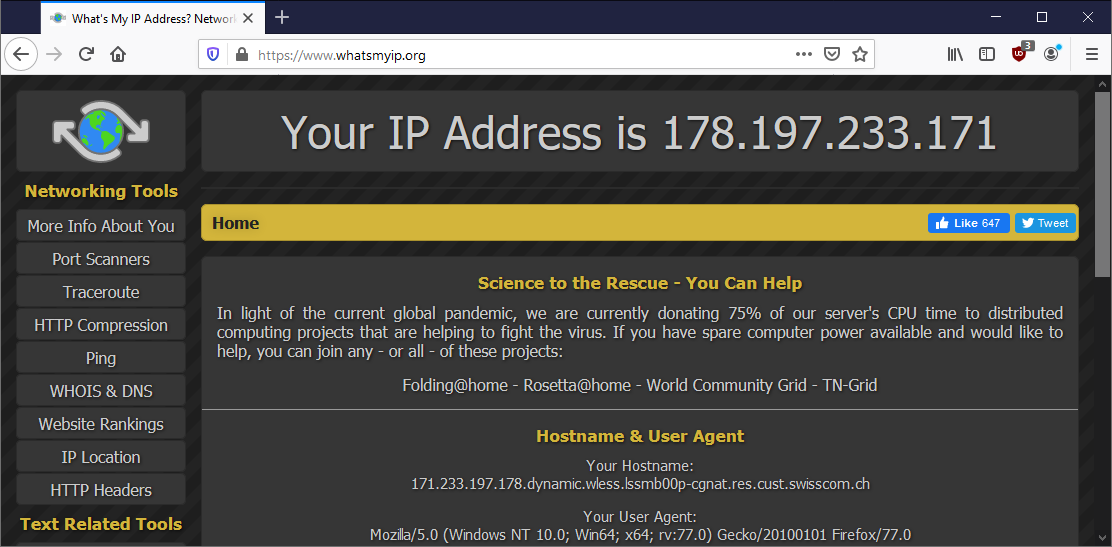 What's My IP Address? Network
https://www.whatsmyip.org
3
Your IP Address is 178.197.233.171
Networking Tools
More Info About You
Port Scanners
Traceroute
HTTP Compression
Ping
WHOIS & DNS
Website Rankings
IP Location
HTTP Headers
Text Related Tools
Home
Like 647
Tweet
Science to the Rescue - You Can Help
In light of the current global pandemic, we are currently donating 75% of our server's CPU time to distributed
computing projects that are helping to fight the virus. If you have spare computer power available and would like to
help, you can join any - or all - of these projects:
Folding@home - Rosetta@home - World Community Grid - TN-Grid
Hostname & User Agent
Your Hostname:
171.233.197.178.dynamic.wless.lssmb00p-cgnat.res.cust.swisscom.ch
Your User Agent:
Mozilla/5.0 (Windows NT 10.0; Win64; x64; rv:77.0) Gecko/20100101 Firefox/77.0